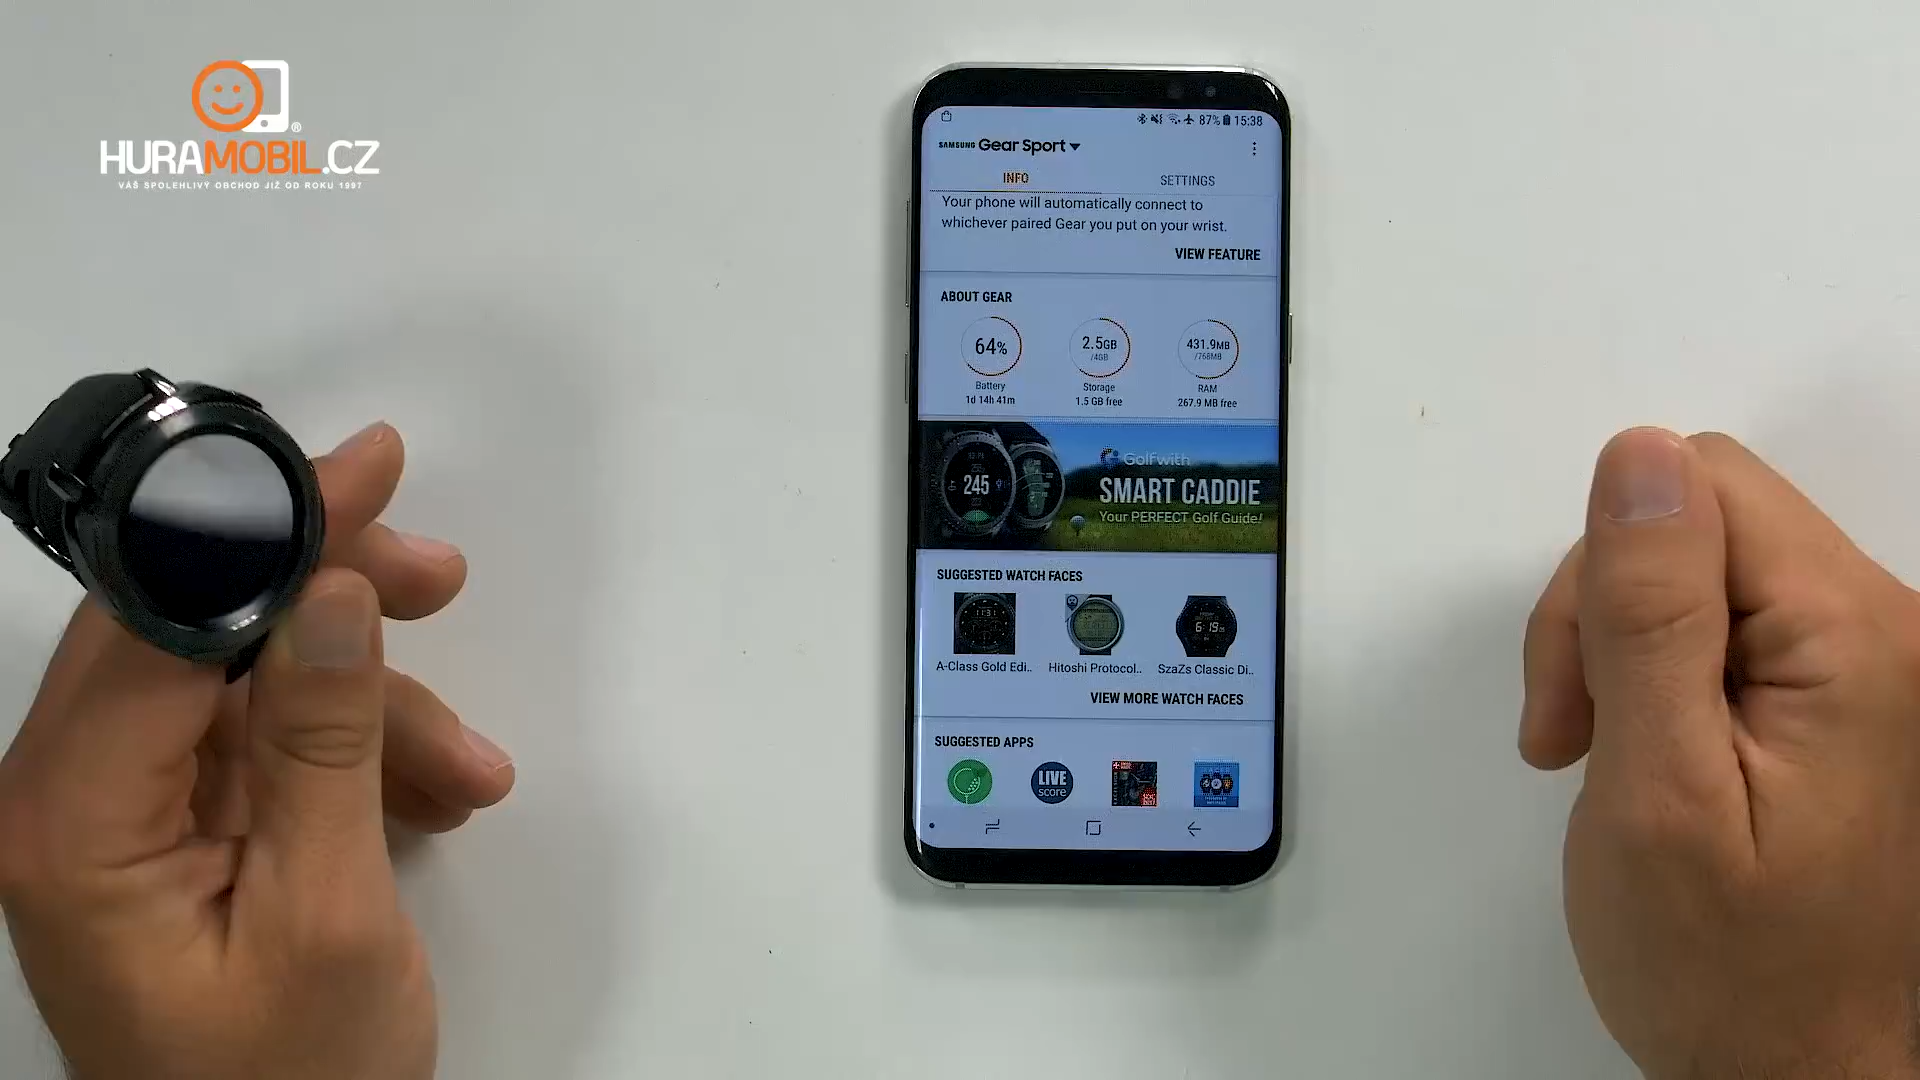 HURAMOBIL.CZ
®
VÁŠ SPOLEHLIVÝ OBCHOD JIŽ OD ROKU 1997
87% 15:38
SAMSUNG Gear Sport
INFO
SETTINGS
Your phone will automatically connect to
whichever paired Gear you put on your wrist.
VIEW FEATURE
ABOUT GEAR
64%
2.5GB
/4GB
431.9MB
/768MB
Battery
Storage
RAM
1d 14h 41m
1.5 GB free
267.9 MB free
245
Golfwith
SMART CADDIE
Your PERFECT Golf Guide!
SUGGESTED WATCH FACES
11:31
6:19
A-Class Gold Edi..
Hitoshi Protocol..
SzaZs Classic Di..
VIEW MORE WATCH FACES
SUGGESTED APPS
LIVE
score